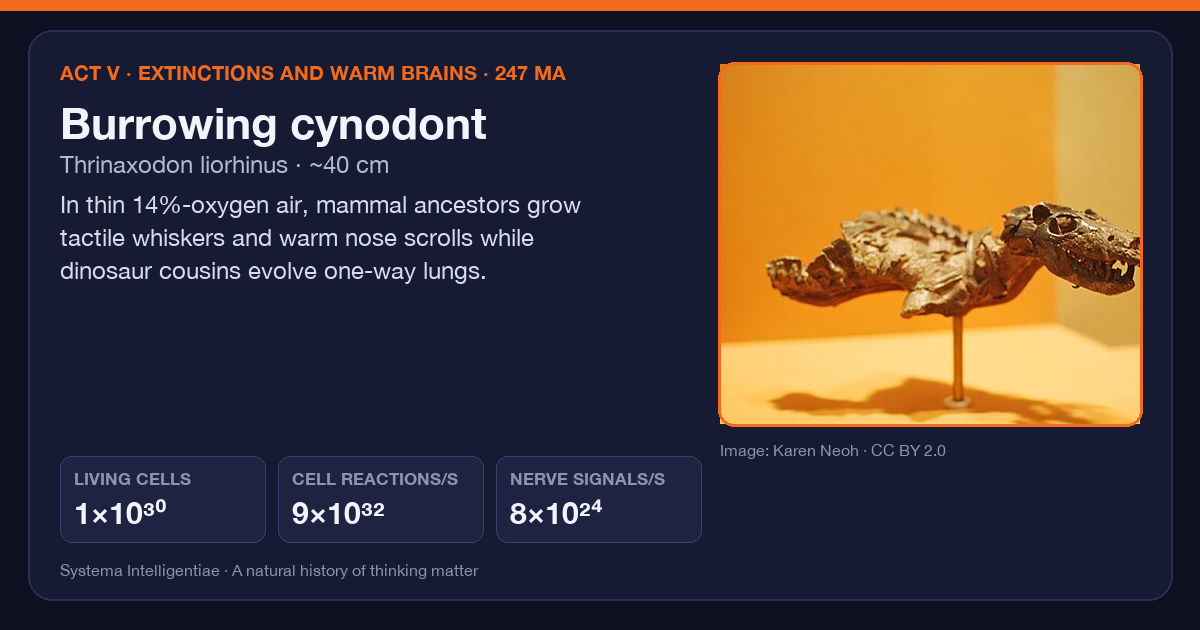 ACT V · EXTINCTIONS AND WARM BRAINS · 247 MA
Burrowing cynodont
Thrinaxodon liorhinus · ~40 cm
In thin 14%-oxygen air, mammal ancestors grow
tactile whiskers and warm nose scrolls while
dinosaur cousins evolve one-way lungs.
Image: Karen Neoh · CC BY 2.0
LIVING CELLS
1×10³⁰
CELL REACTIONS/S
9×10³²
NERVE SIGNALS/S
8×10²⁴
Systema Intelligentiae · A natural history of thinking matter